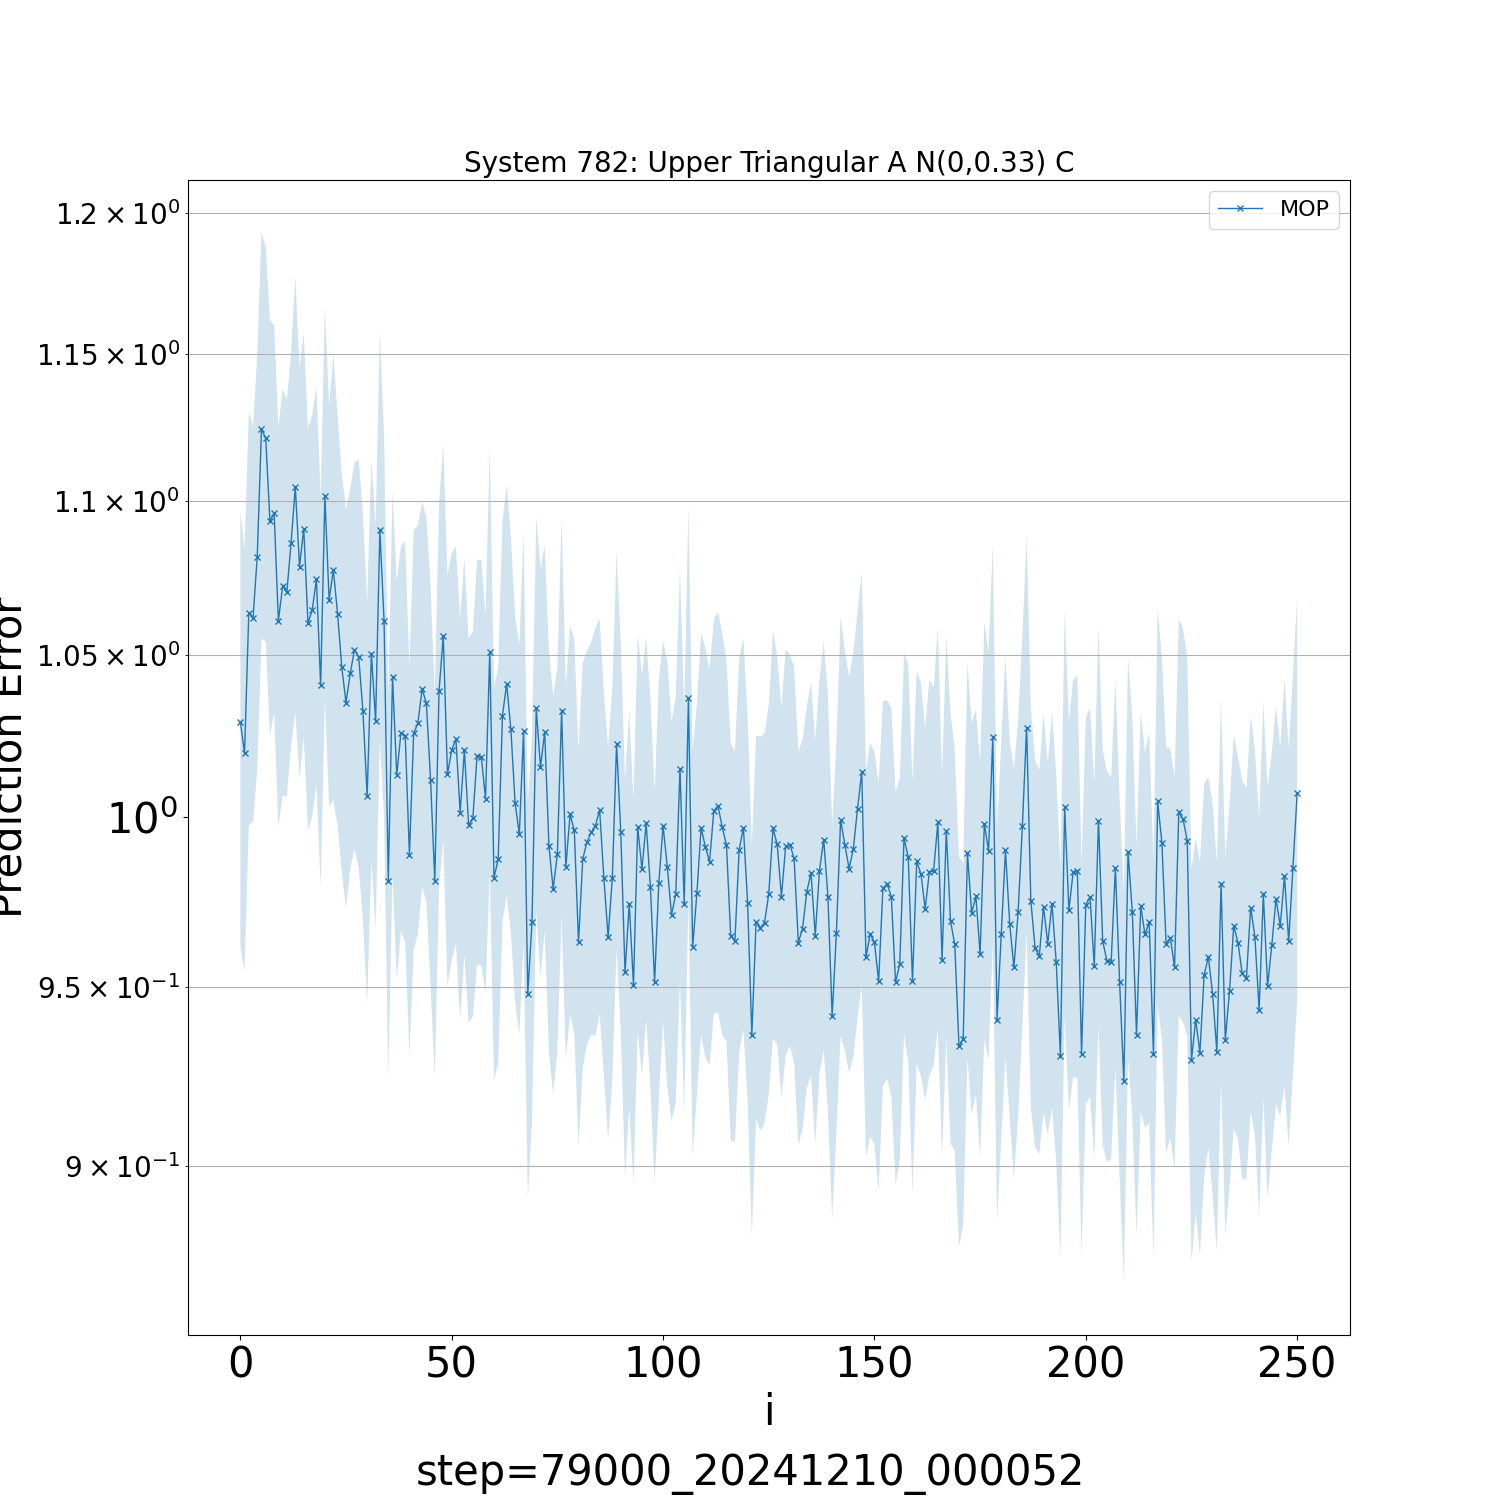 System 782: Upper Triangular A N(0,0.33) C
MOP
1.2 × 10⁰
1.15 × 10⁰
1.1 × 10⁰
1.05 × 10⁰
10⁰
9.5 × 10⁻¹
9 × 10⁻¹
Prediction Error
0 50 100 150 200 250
i
step=79000_20241210_000052